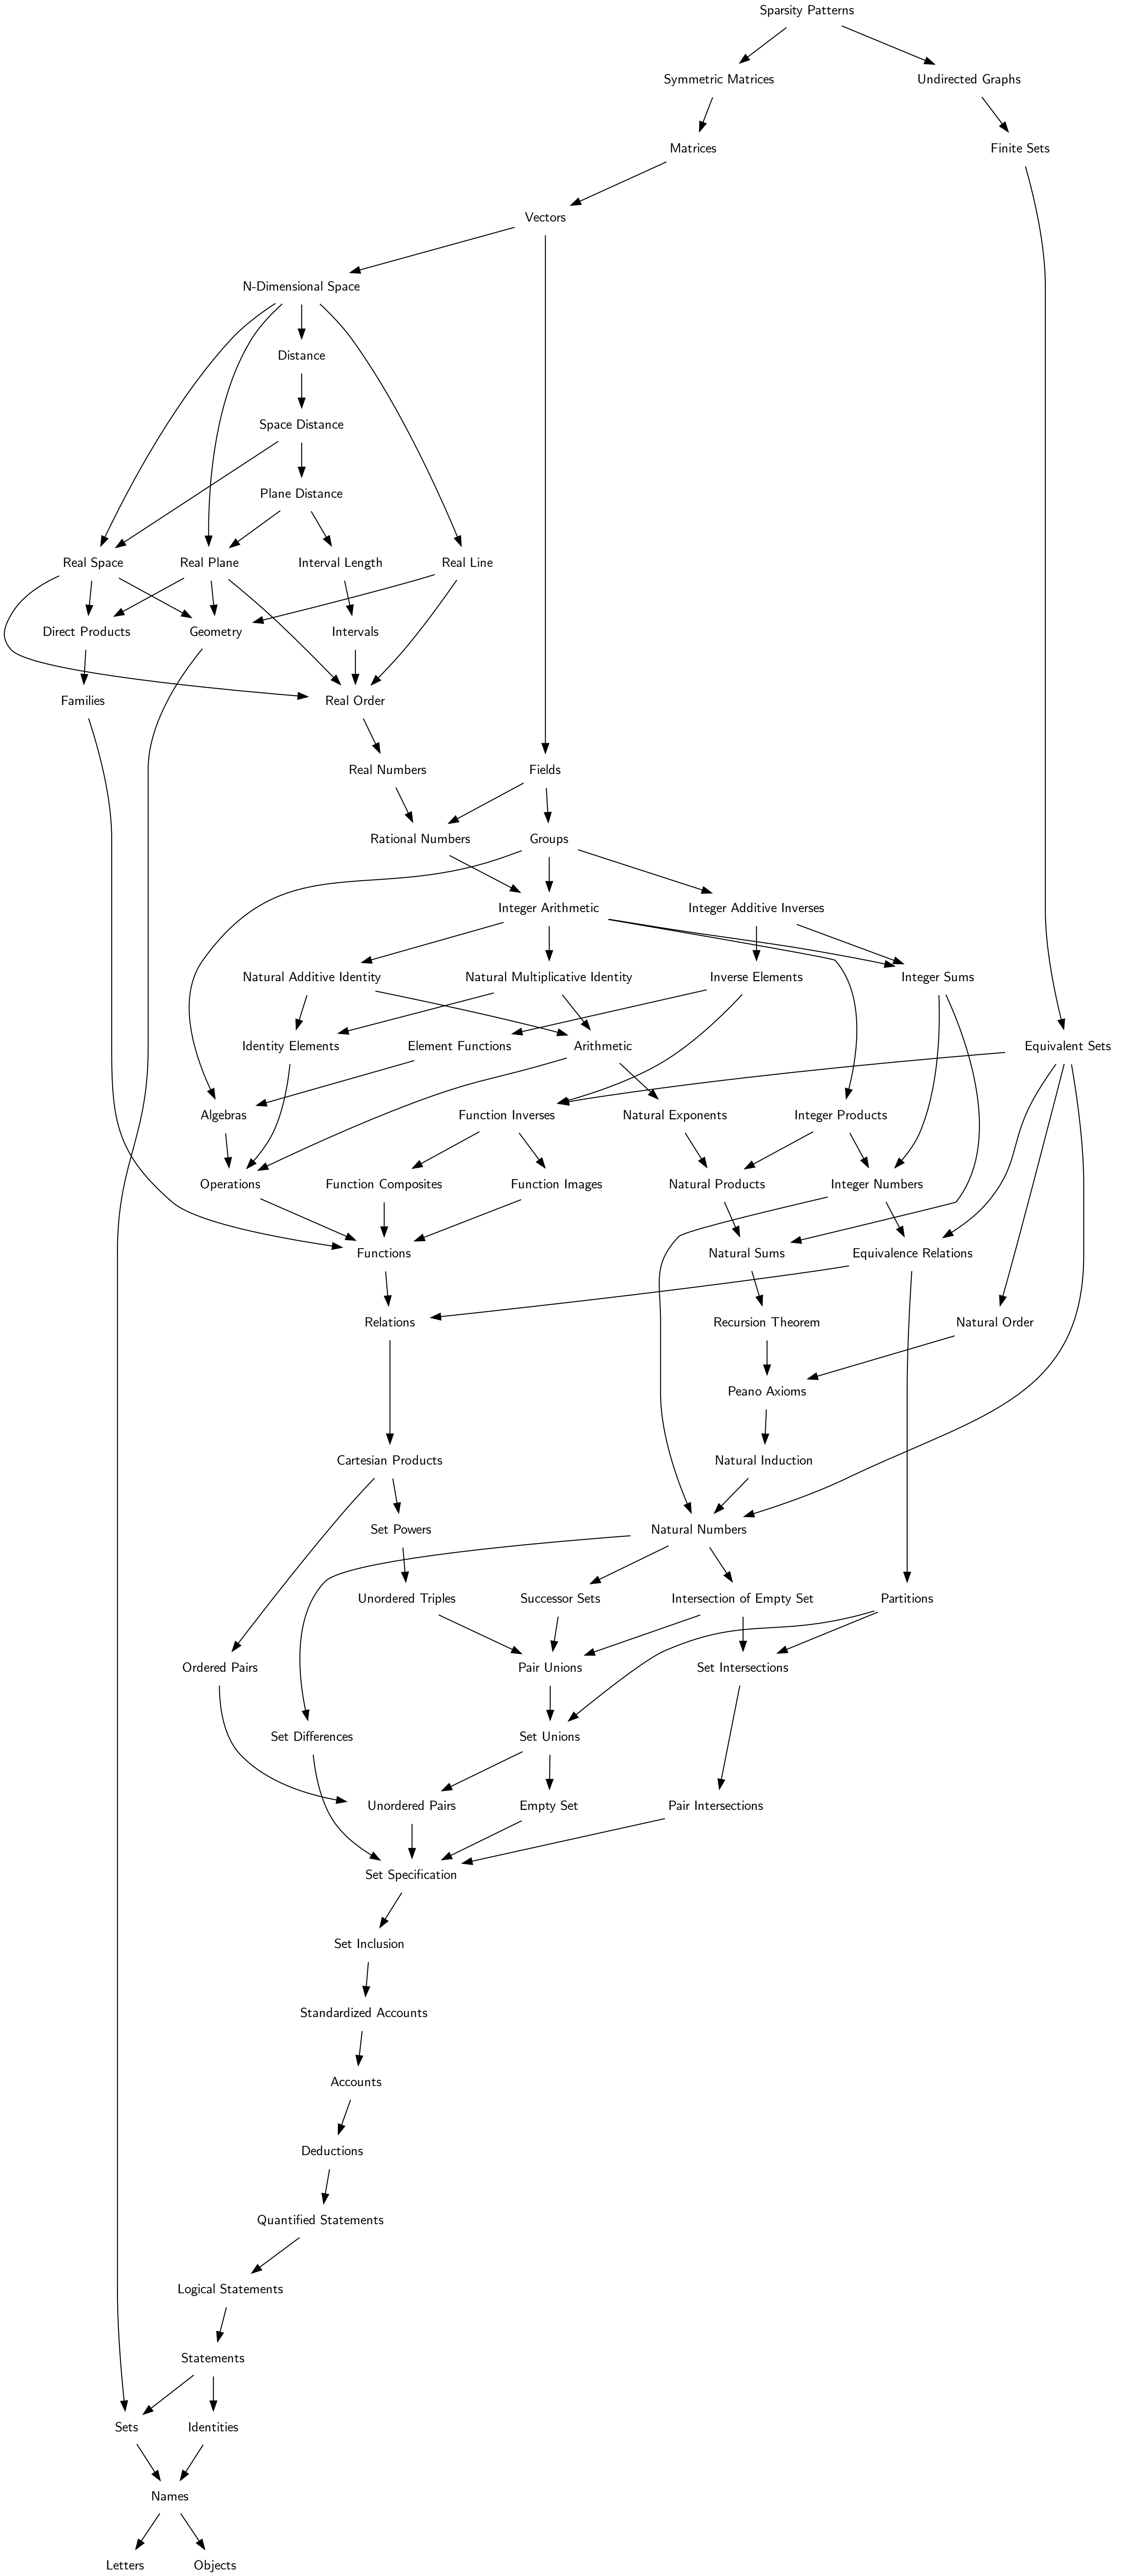 Sparsity Patterns
Symmetric Matrices
Undirected Graphs
Matrices
Finite Sets
Vectors
N-Dimensional Space
Distance
Space Distance
Plane Distance
Real Space
Real Plane
Interval Length
Real Line
Direct Products
Geometry
Intervals
Families
Real Order
Real Numbers
Fields
Rational Numbers
Groups
Integer Arithmetic
Integer Additive Inverses
Natural Additive Identity
Natural Multiplicative Identity
Inverse Elements
Integer Sums
Identity Elements
Element Functions
Arithmetic
Equivalent Sets
Algebras
Function Inverses
Natural Exponents
Integer Products
Operations
Function Composites
Function Images
Natural Products
Integer Numbers
Functions
Natural Sums
Equivalence Relations
Relations
Recursion Theorem
Natural Order
Peano Axioms
Cartesian Products
Natural Induction
Set Powers
Natural Numbers
Unordered Triples
Successor Sets
Intersection of Empty Set
Partitions
Ordered Pairs
Pair Unions
Set Intersections
Set Differences
Set Unions
Unordered Pairs
Empty Set
Pair Intersections
Set Specification
Set Inclusion
Standardized Accounts
Accounts
Deductions
Quantified Statements
Logical Statements
Statements
Sets
Identities
Names
Letters
Objects